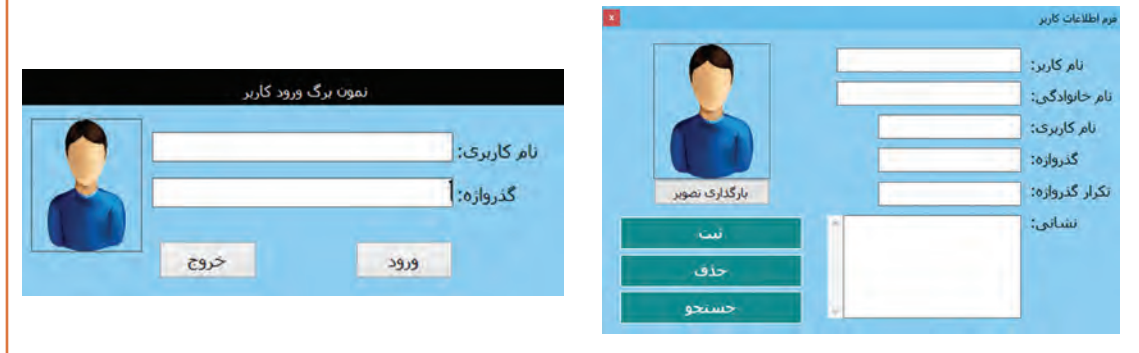 فرم اطلاعات کاربر
x
نام کاربر:
نام خانوادگی:
نام کاربری:
گذرواژه:
تکرار گذرواژه:
نشانی:
بارگذاری تصویر
ثبت
حذف
جستجو
نمون برگ ورود کاربر
نام کاربری:
گذرواژه:
ورود
خروج